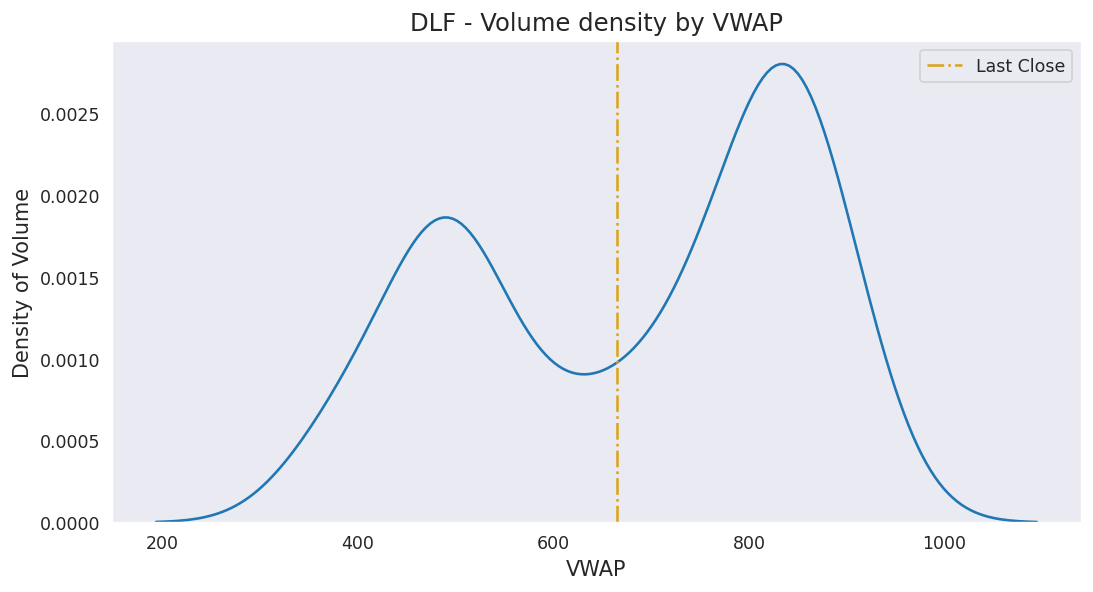 DLF - Volume density by VWAP
Last Close
Density of Volume
0.0025
0.0020
0.0015
0.0010
0.0005
0.0000
200 400 600 800 1000
VWAP